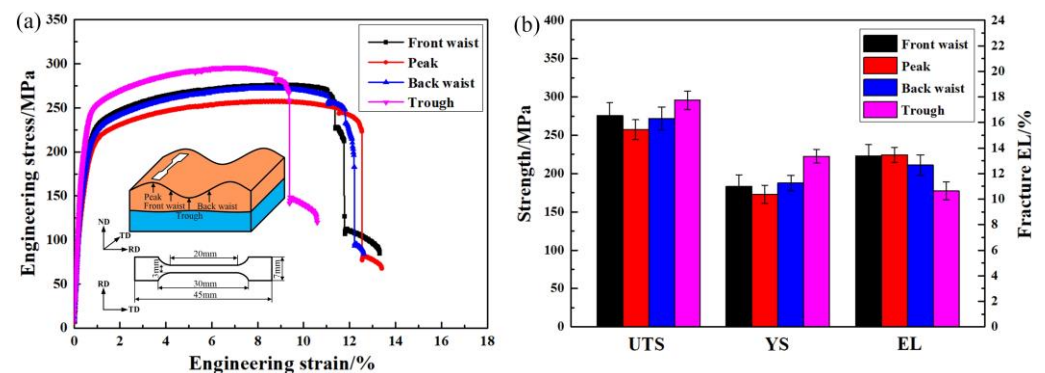 (a)
350
300
250
200
150
100
50
0
Engineering stress/MPa
0 2 4 6 8 10 12 14 16 18
Engineering strain/%
Front waist
Peak
Back waist
Trough
Peak
Front waist
Back waist
Trough
ND
TD
RD
20mm
3mm
7mm
30mm
45mm
RD
TD
(b)
400
350
300
250
200
150
100
50
0
Strength/MPa
UTS YS EL
Front waist
Peak
Back waist
Trough
24
22
20
18
16
14
12
10
8
6
4
2
0
Fracture EL/%